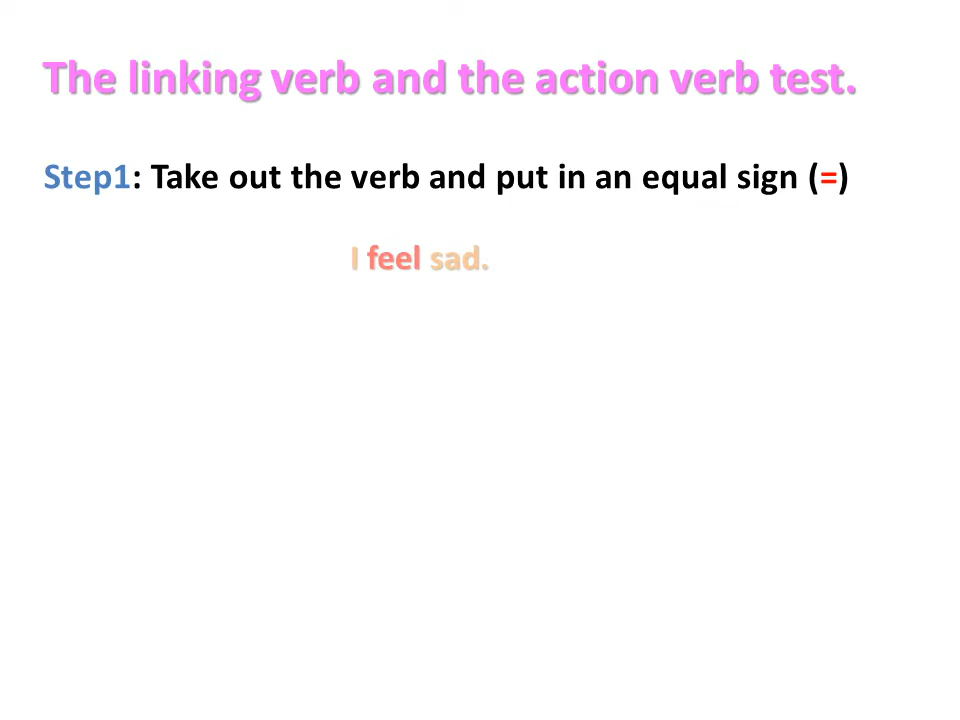 The linking verb and the action verb test.
Step1: Take out the verb and put in an equal sign (=)
I feel sad.